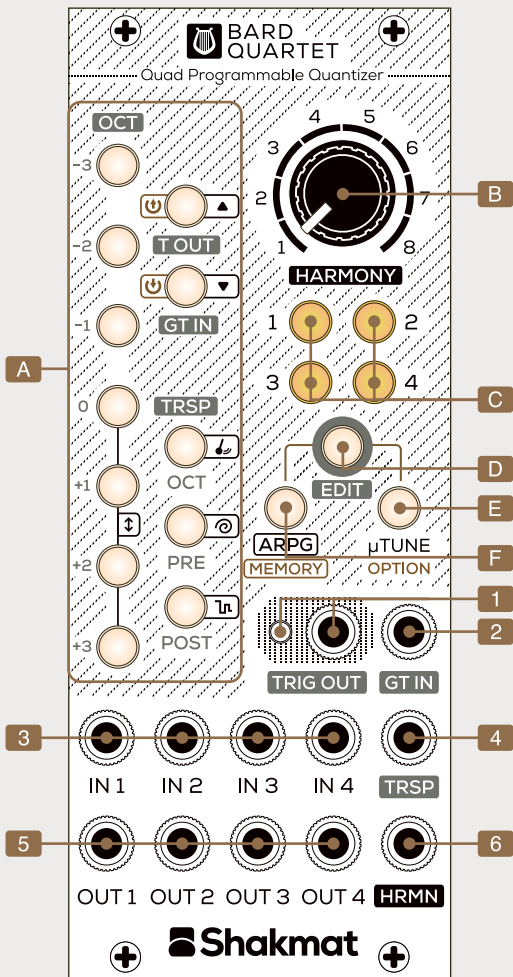 BARD
QUARTET
Quad Programmable Quantizer
OCT
-3
-2
-1
0
+1
+2
+3
T OUT
GT IN
TRSP
OCT
PRE
POST
A
1
2
3
4
5
6
7
8
B
HARMONY
1 2
3 4
C
D
EDIT
E
ARPG
MEMORY
µTUNE
OPTION
F
1
2
TRIG OUT
GT IN
3
IN 1 IN 2 IN 3 IN 4 TRSP
4
5
OUT 1 OUT 2 OUT 3 OUT 4 HRMN
6
Shakmat